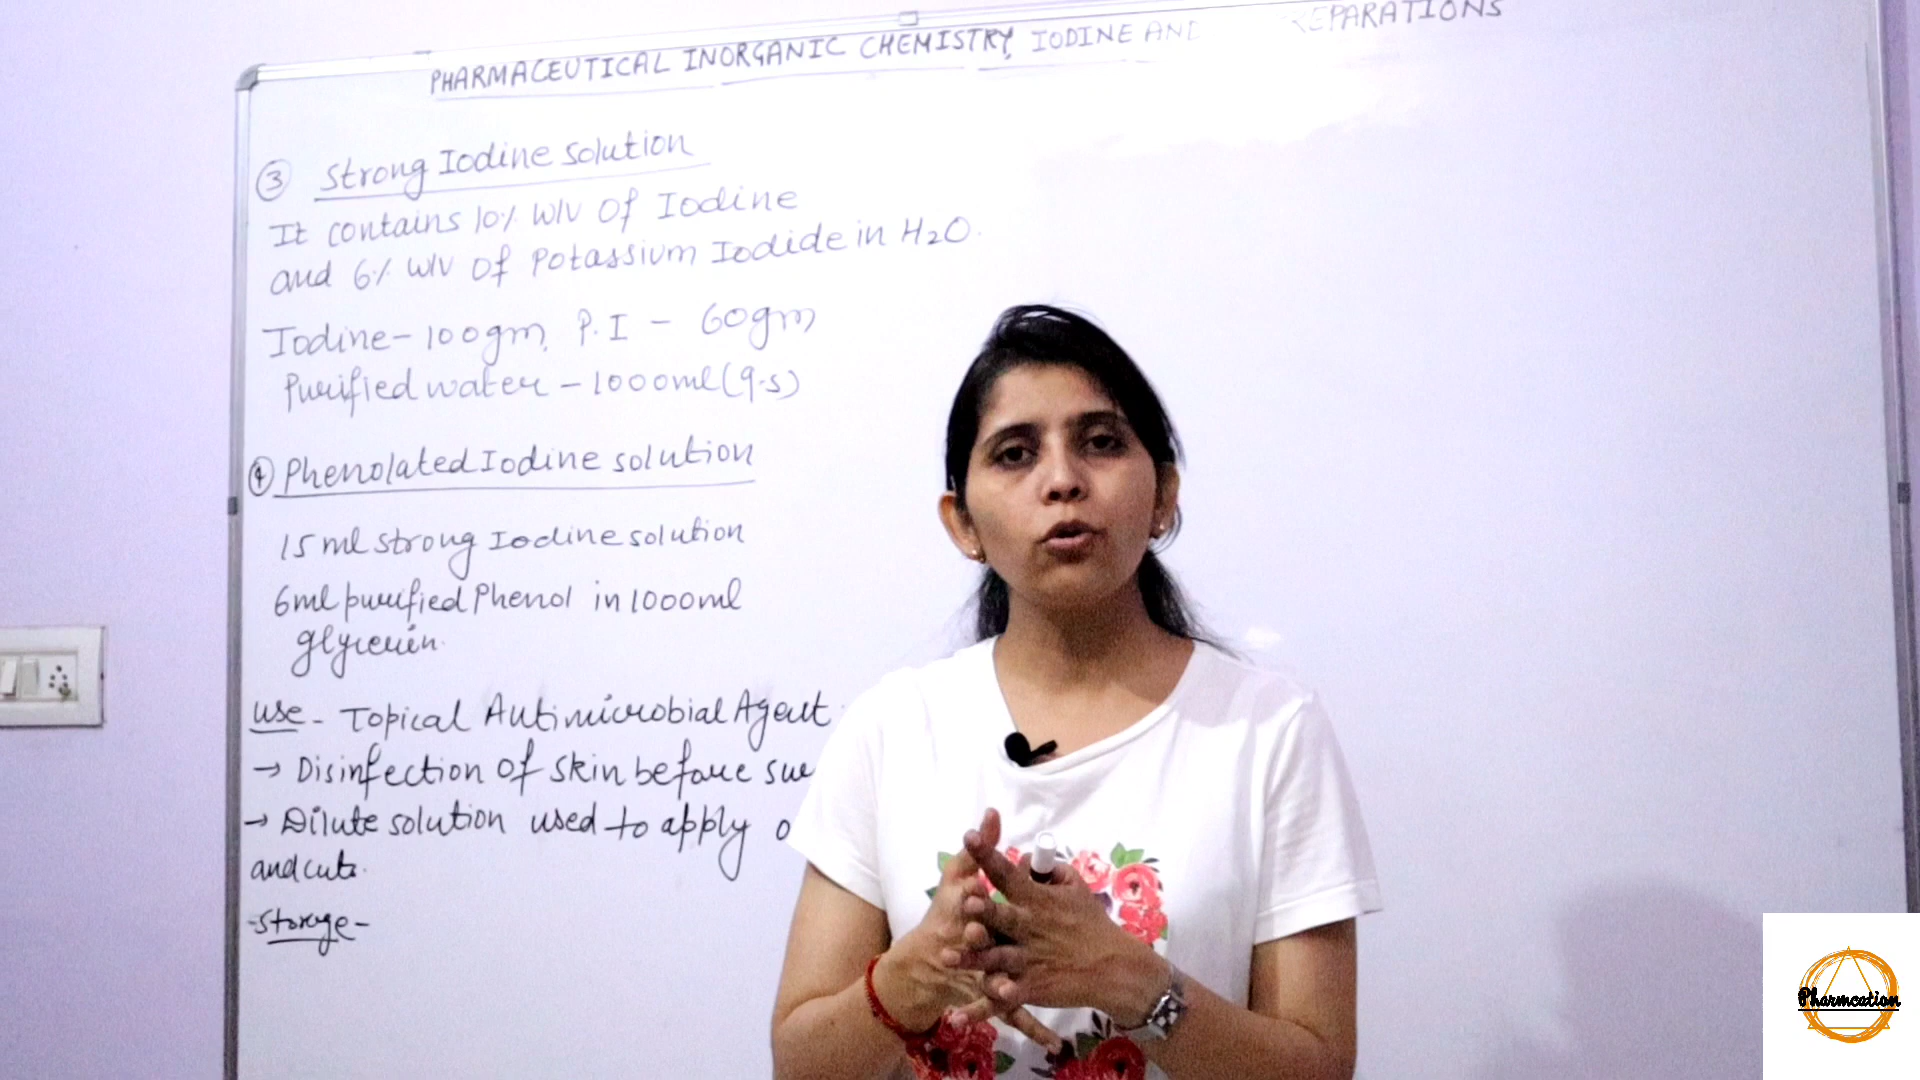 PHARMACEUTICAL INORGANIC CHEMISTRY, IODINE AND REPARATIONS
③ Strong Iodine solution
It contains 10% W/V Of Iodine
and 6% W/V Of Potassium Iodide in H2O.
Iodine - 100gm, P.I - 60gm
Purified water - 1000ml (q.s)
④ Phenolated Iodine solution
15 ml strong Iodine solution
6ml purified Phenol in 1000ml
glycerin.
Use - Topical Antimicrobial Agent.
→ Disinfection Of Skin before su
→ Dilute solution used to apply o
and cuts.
-Storage-
Pharmcation